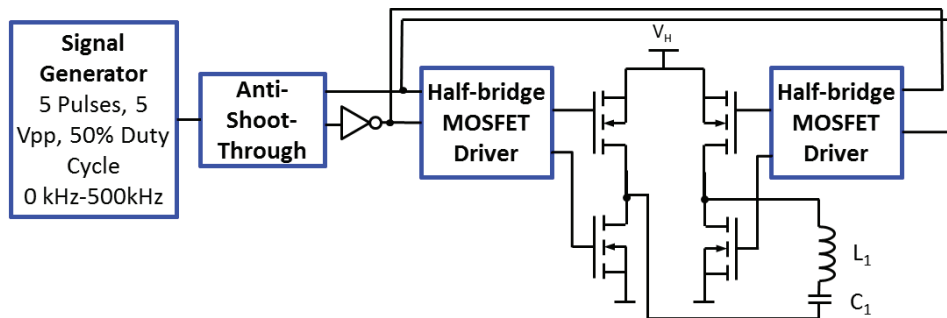 Signal
Generator
5 Pulses, 5
Vpp, 50% Duty
Cycle
0 kHz-500kHz
Anti-
Shoot-
Through
Half-bridge
MOSFET
Driver
V_H
Half-bridge
MOSFET
Driver
L_1
C_1